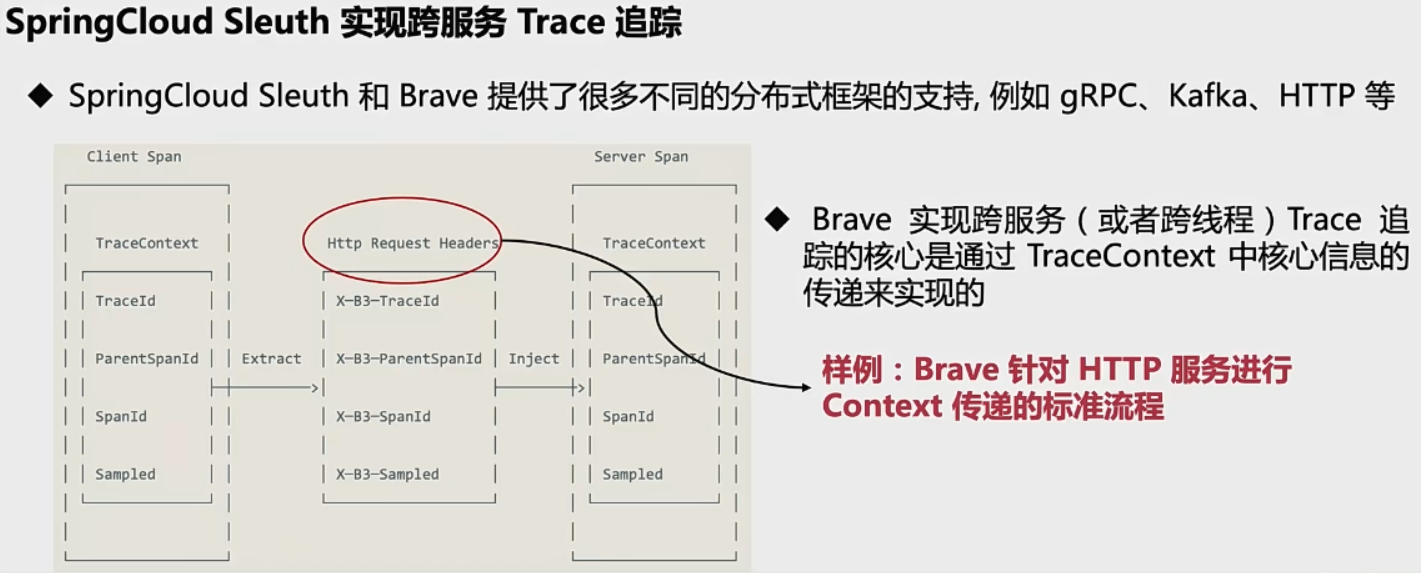 SpringCloud Sleuth 实现跨服务 Trace 追踪
◆ SpringCloud Sleuth 和 Brave 提供了很多不同的分布式框架的支持, 例如 gRPC、Kafka、HTTP 等
Client Span
Server Span
TraceContext
Http Request Headers
TraceContext
TraceId
X-B3-TraceId
TraceId
ParentSpanId
Extract
X-B3-ParentSpanId
Inject
ParentSpanId
SpanId
X-B3-SpanId
SpanId
Sampled
X-B3-Sampled
Sampled
◆ Brave 实现跨服务（或者跨线程）Trace 追
踪的核心是通过 TraceContext 中核心信息的
传递来实现的
样例：Brave 针对 HTTP 服务进行
Context 传递的标准流程